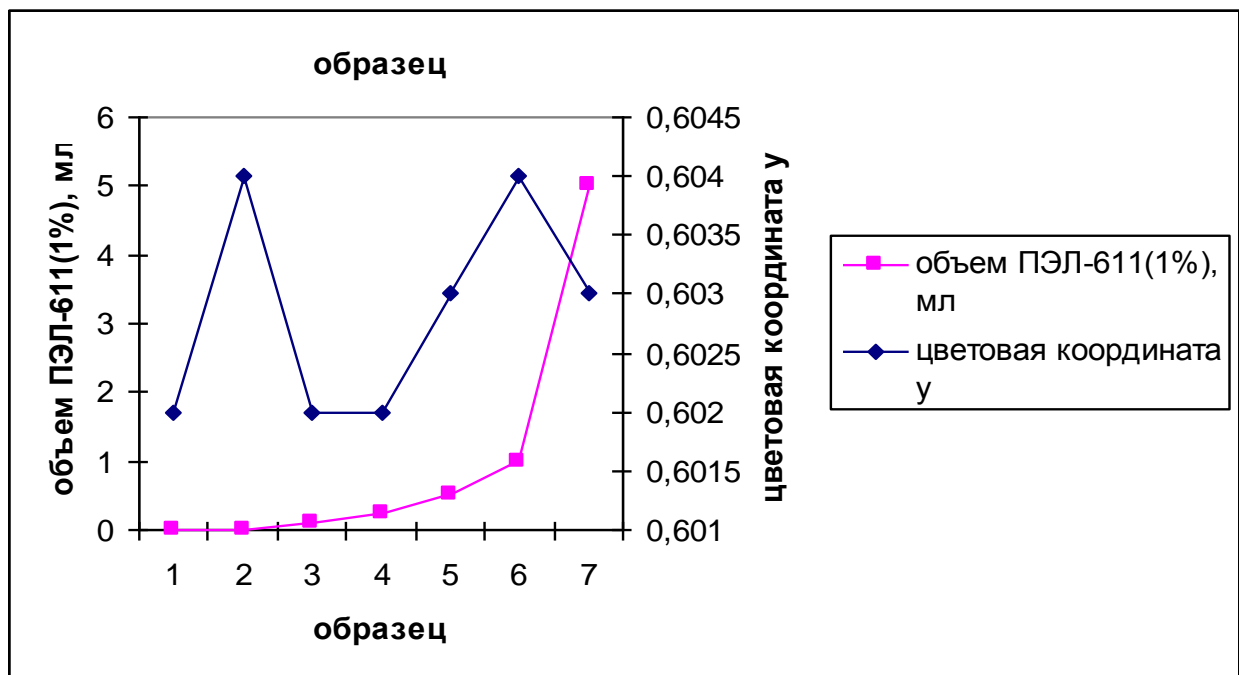 образец
6
5
4
3
2
1
0
объем ПЭЛ-611(1%), мл
0,6045
0,604
0,6035
0,603
0,6025
0,602
0,6015
0,601
цветовая координата у
1 2 3 4 5 6 7
образец
объем ПЭЛ-611(1%),
мл
цветовая координата
у